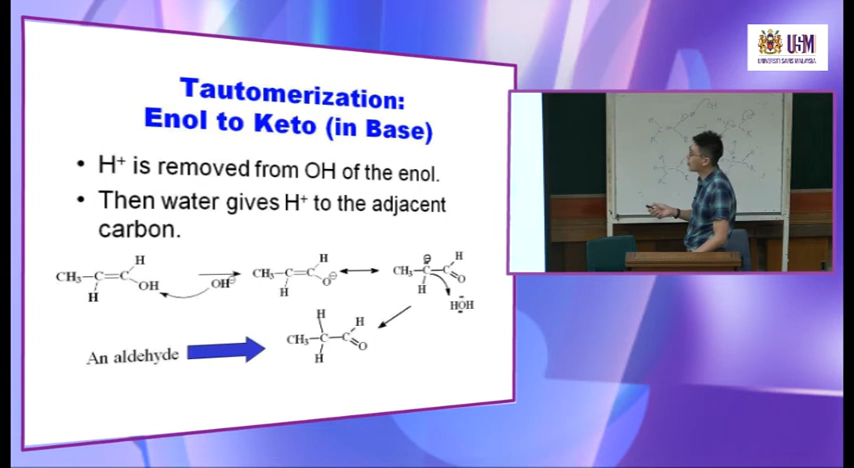 USM
UNIVERSITI SAINS MALAYSIA
Tautomerization:
Enol to Keto (in Base)
• H⁺ is removed from OH of the enol.
• Then water gives H⁺ to the adjacent
carbon.
H H H
CH₃-C=C OH OH⊖ CH₃-C=C O⊖ CH₃-C-C O
H H H
HOH
H H
CH₃-C-C O
H
An aldehyde